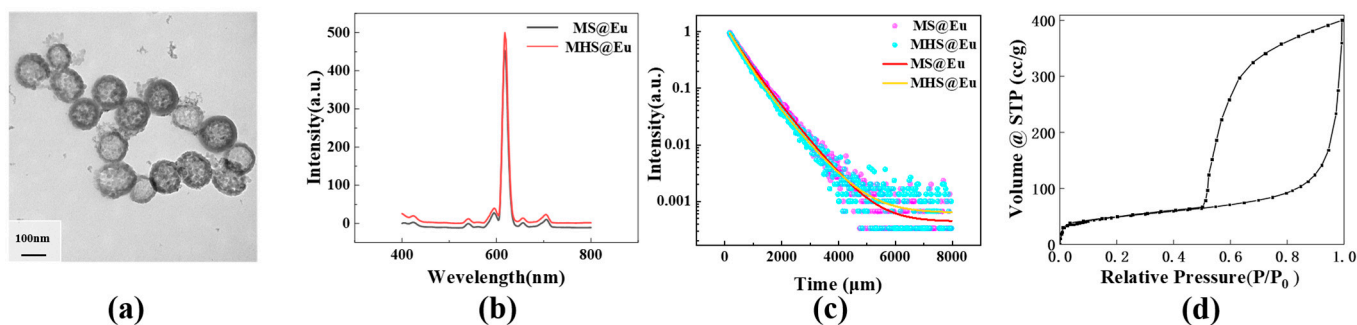 100nm
(a)
MS@Eu
MHS@Eu
500
400
300
200
100
0
Intensity(a.u.)
400
600
800
Wavelength(nm)
(b)
MS@Eu
MHS@Eu
MS@Eu
MHS@Eu
1
0.1
0.01
0.001
Intensity(a.u.)
0
2000
4000
6000
8000
Time (μm)
(c)
400
300
200
100
0
Volume @ STP (cc/g)
0.0
0.2
0.4
0.6
0.8
1.0
Relative Pressure(P/P0 )
(d)